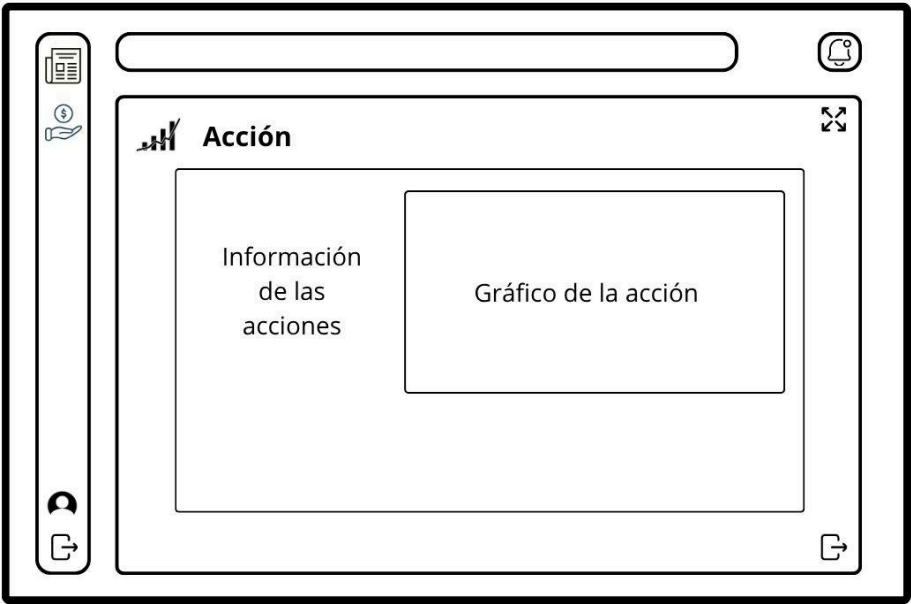 Acción
Información
de las
acciones
Gráfico de la acción
$